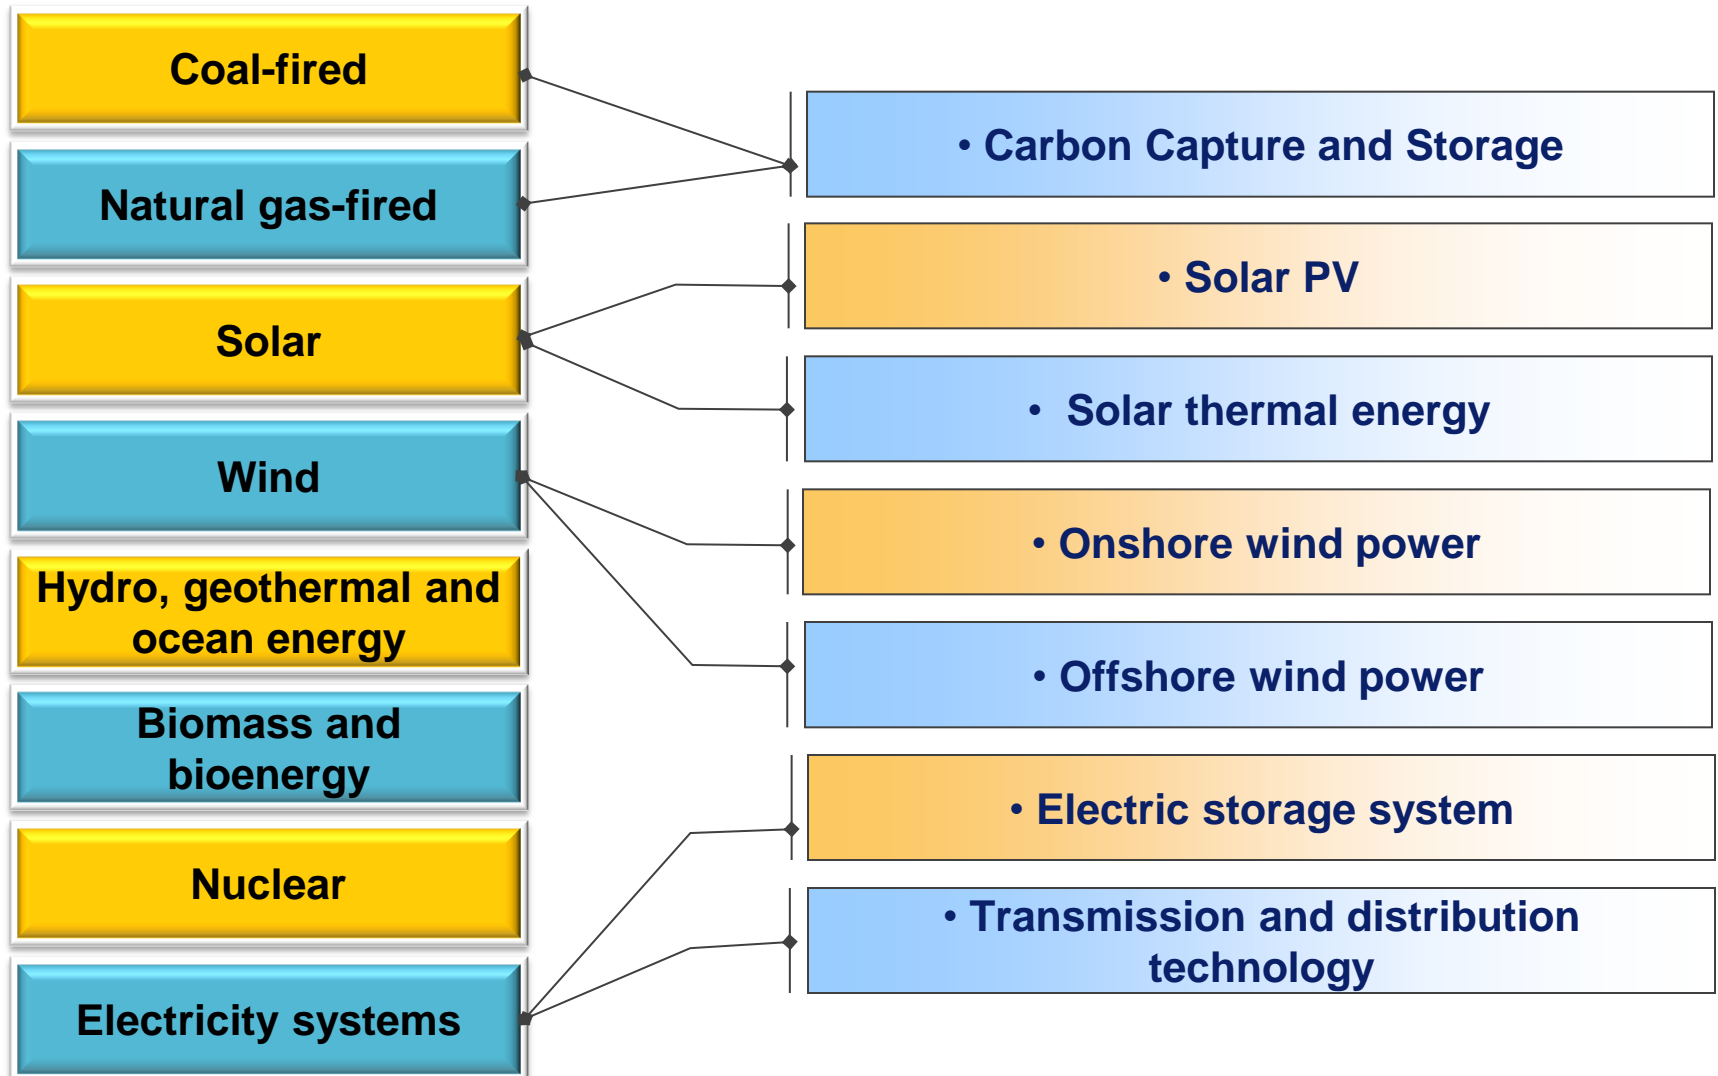 Coal-fired
Natural gas-fired
Solar
Wind
Hydro, geothermal and
ocean energy
Biomass and
bioenergy
Nuclear
Electricity systems
• Carbon Capture and Storage
• Solar PV
• Solar thermal energy
• Onshore wind power
• Offshore wind power
• Electric storage system
• Transmission and distribution
technology